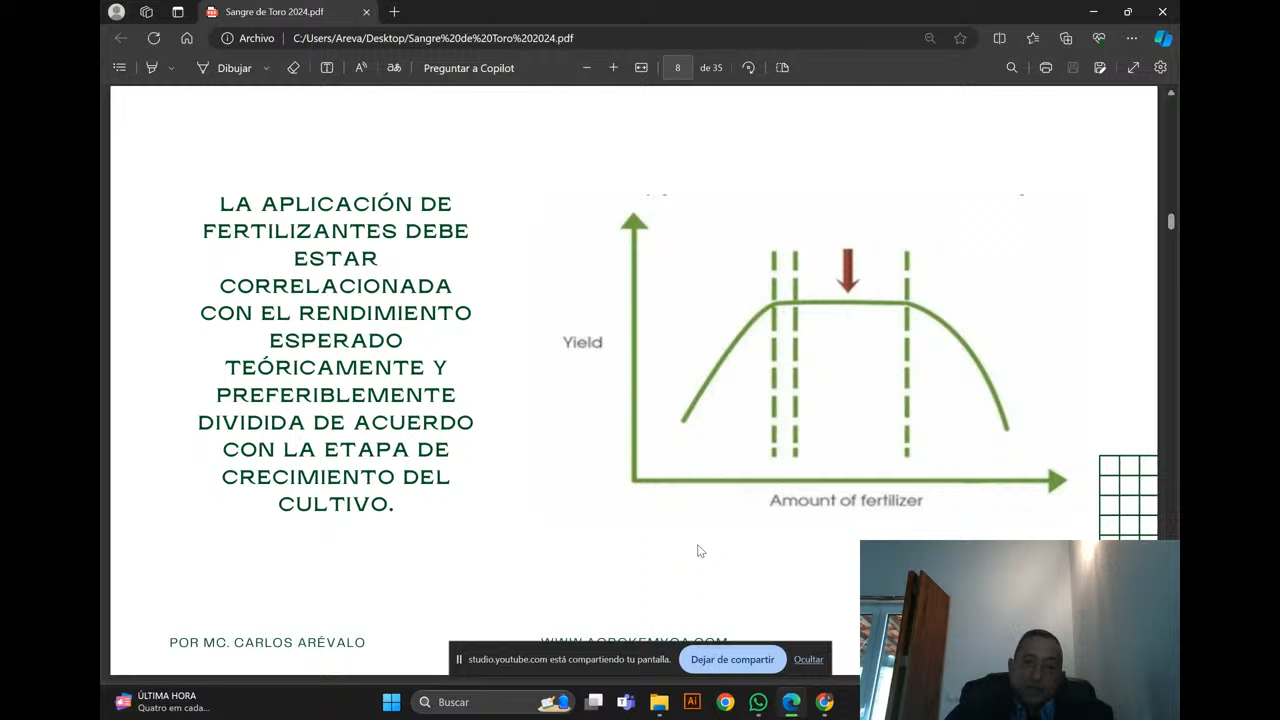 Sangre de Toro 2024.pdf
Archivo
C:/Users/Areva/Desktop/Sangre%20de%20Toro%202024.pdf
Dibujar
Preguntar a Copilot
8
de 35
LA APLICACIÓN DE
FERTILIZANTES DEBE
ESTAR
CORRELACIONADA
CON EL RENDIMIENTO
ESPERADO
TEÓRICAMENTE Y
PREFERIBLEMENTE
DIVIDIDA DE ACUERDO
CON LA ETAPA DE
CRECIMIENTO DEL
CULTIVO.
Yield
Amount of fertilizer
POR MC. CARLOS ARÉVALO
studio.youtube.com está compartiendo tu pantalla.
Dejar de compartir
Ocultar
ÚLTIMA HORA
Quatro em cada...
Buscar